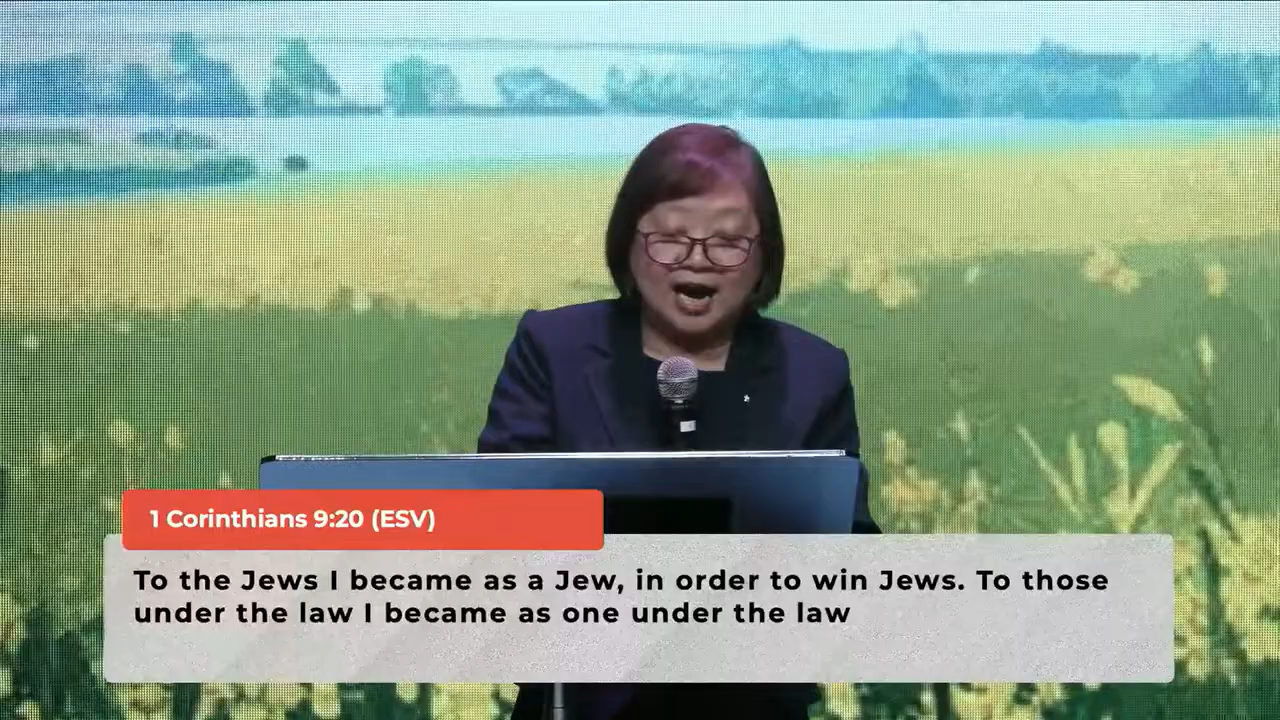 1 Corinthians 9:20 (ESV)
To the Jews I became as a Jew, in order to win Jews. To those
under the law I became as one under the law